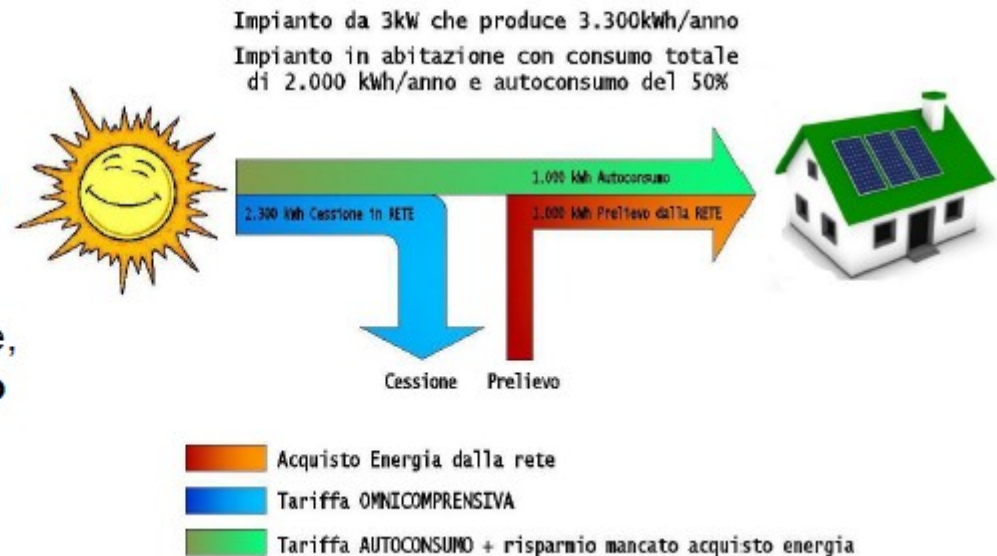 Impianto da 3kW che produce 3.300kWh/anno
Impianto in abitazione con consumo totale
di 2.000 kWh/anno e autoconsumo del 50%
1.000 kWh Autoconsumo
2.300 kWh Cessione in RETE
1.000 kWh Prelievo dalla RETE
e,
o
Cessione
Prelievo
Acquisto Energia dalla rete
Tariffa OMNICOMPRENSIVA
Tariffa AUTOCONSUMO + risparmio mancato acquisto energia